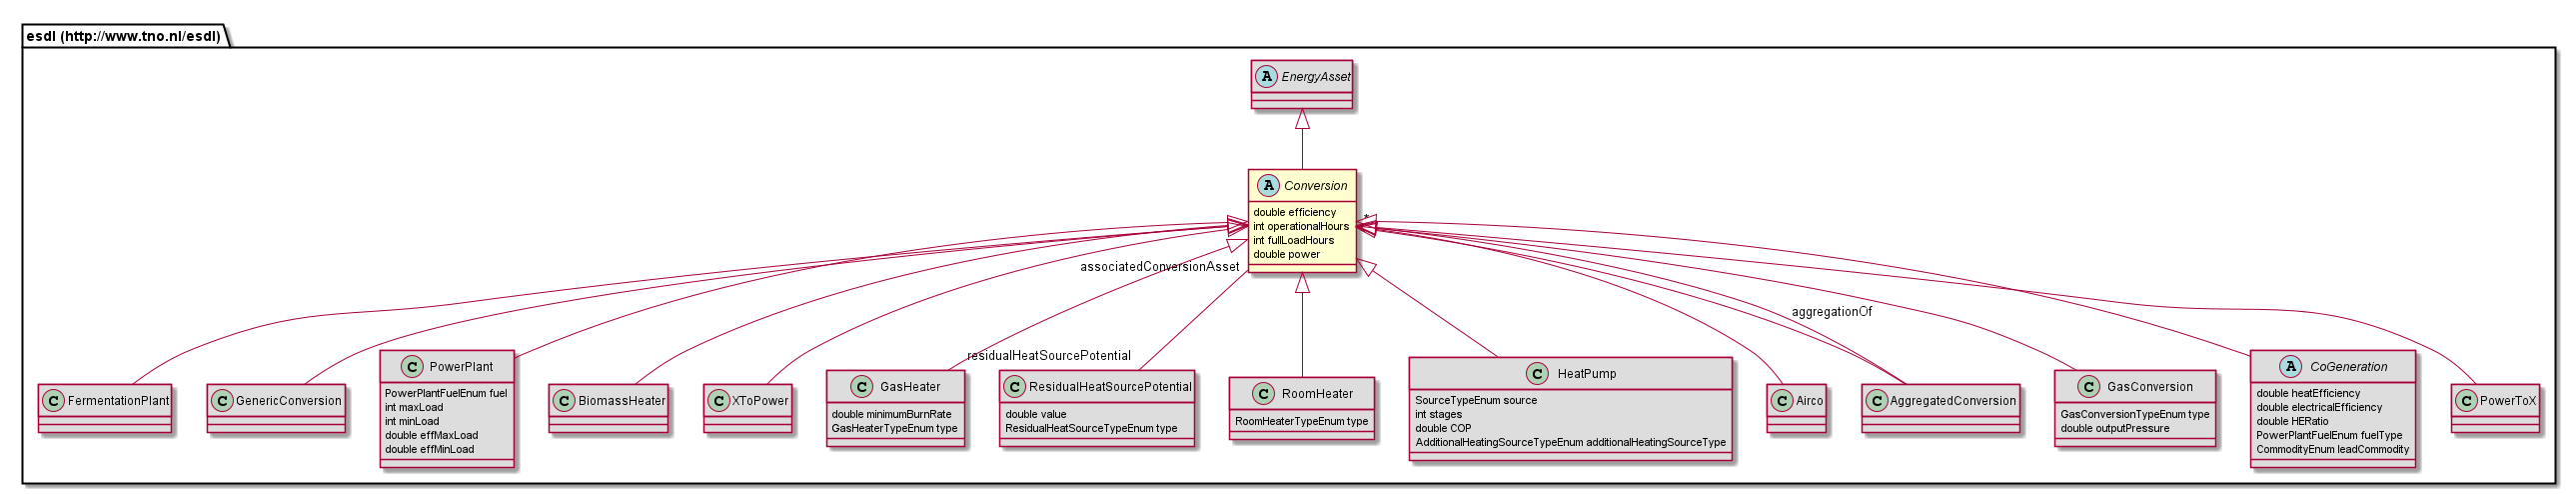 esdl (http://www.tno.nl/esdl)
A EnergyAsset
A Conversion
double efficiency
int operationalHours
int fullLoadHours
double power
*
associatedConversionAsset
aggregationOf
residualHeatSourcePotential
C FermentationPlant
C GenericConversion
C PowerPlant
PowerPlantFuelEnum fuel
int maxLoad
int minLoad
double effMaxLoad
double effMinLoad
C BiomassHeater
C XToPower
C GasHeater
double minimumBurnRate
GasHeaterTypeEnum type
C ResidualHeatSourcePotential
double value
ResidualHeatSourceTypeEnum type
C RoomHeater
RoomHeaterTypeEnum type
C HeatPump
SourceTypeEnum source
int stages
double COP
AdditionalHeatingSourceTypeEnum additionalHeatingSourceType
C Airco
C AggregatedConversion
C GasConversion
GasConversionTypeEnum type
double outputPressure
A CoGeneration
double heatEfficiency
double electricalEfficiency
double HERatio
PowerPlantFuelEnum fuelType
CommodityEnum leadCommodity
C PowerToX